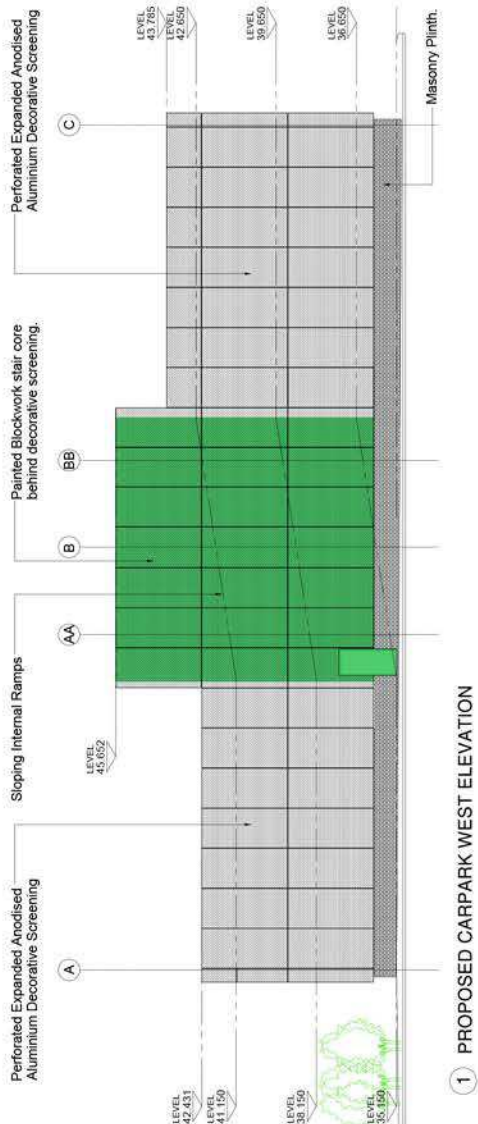 Perforated Expanded Anodised
Aluminium Decorative Screening
Sloping Internal Ramps
Painted Blockwork stair core
behind decorative screening.
Perforated Expanded Anodised
Aluminium Decorative Screening
A
AA
B
BB
C
LEVEL
45.652
LEVEL
42.431
LEVEL
41.150
LEVEL
38.150
LEVEL
35.150
LEVEL
43.785
LEVEL
42.650
LEVEL
39.650
LEVEL
36.650
Masonry Plinth.
1 PROPOSED CARPARK WEST ELEVATION